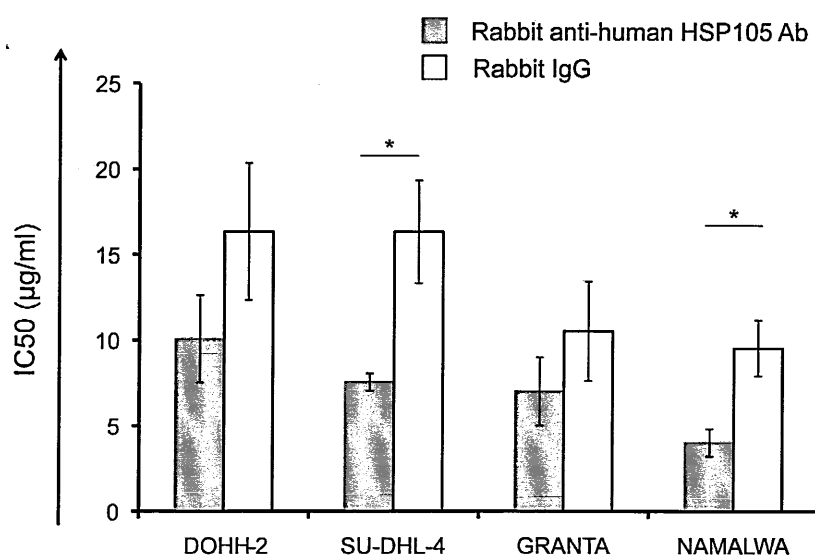 Rabbit anti-human HSP105 Ab
Rabbit IgG
IC50 (µg/ml)
25
20
15
10
5
0
*
*
DOHH-2 SU-DHL-4 GRANTA NAMALWA